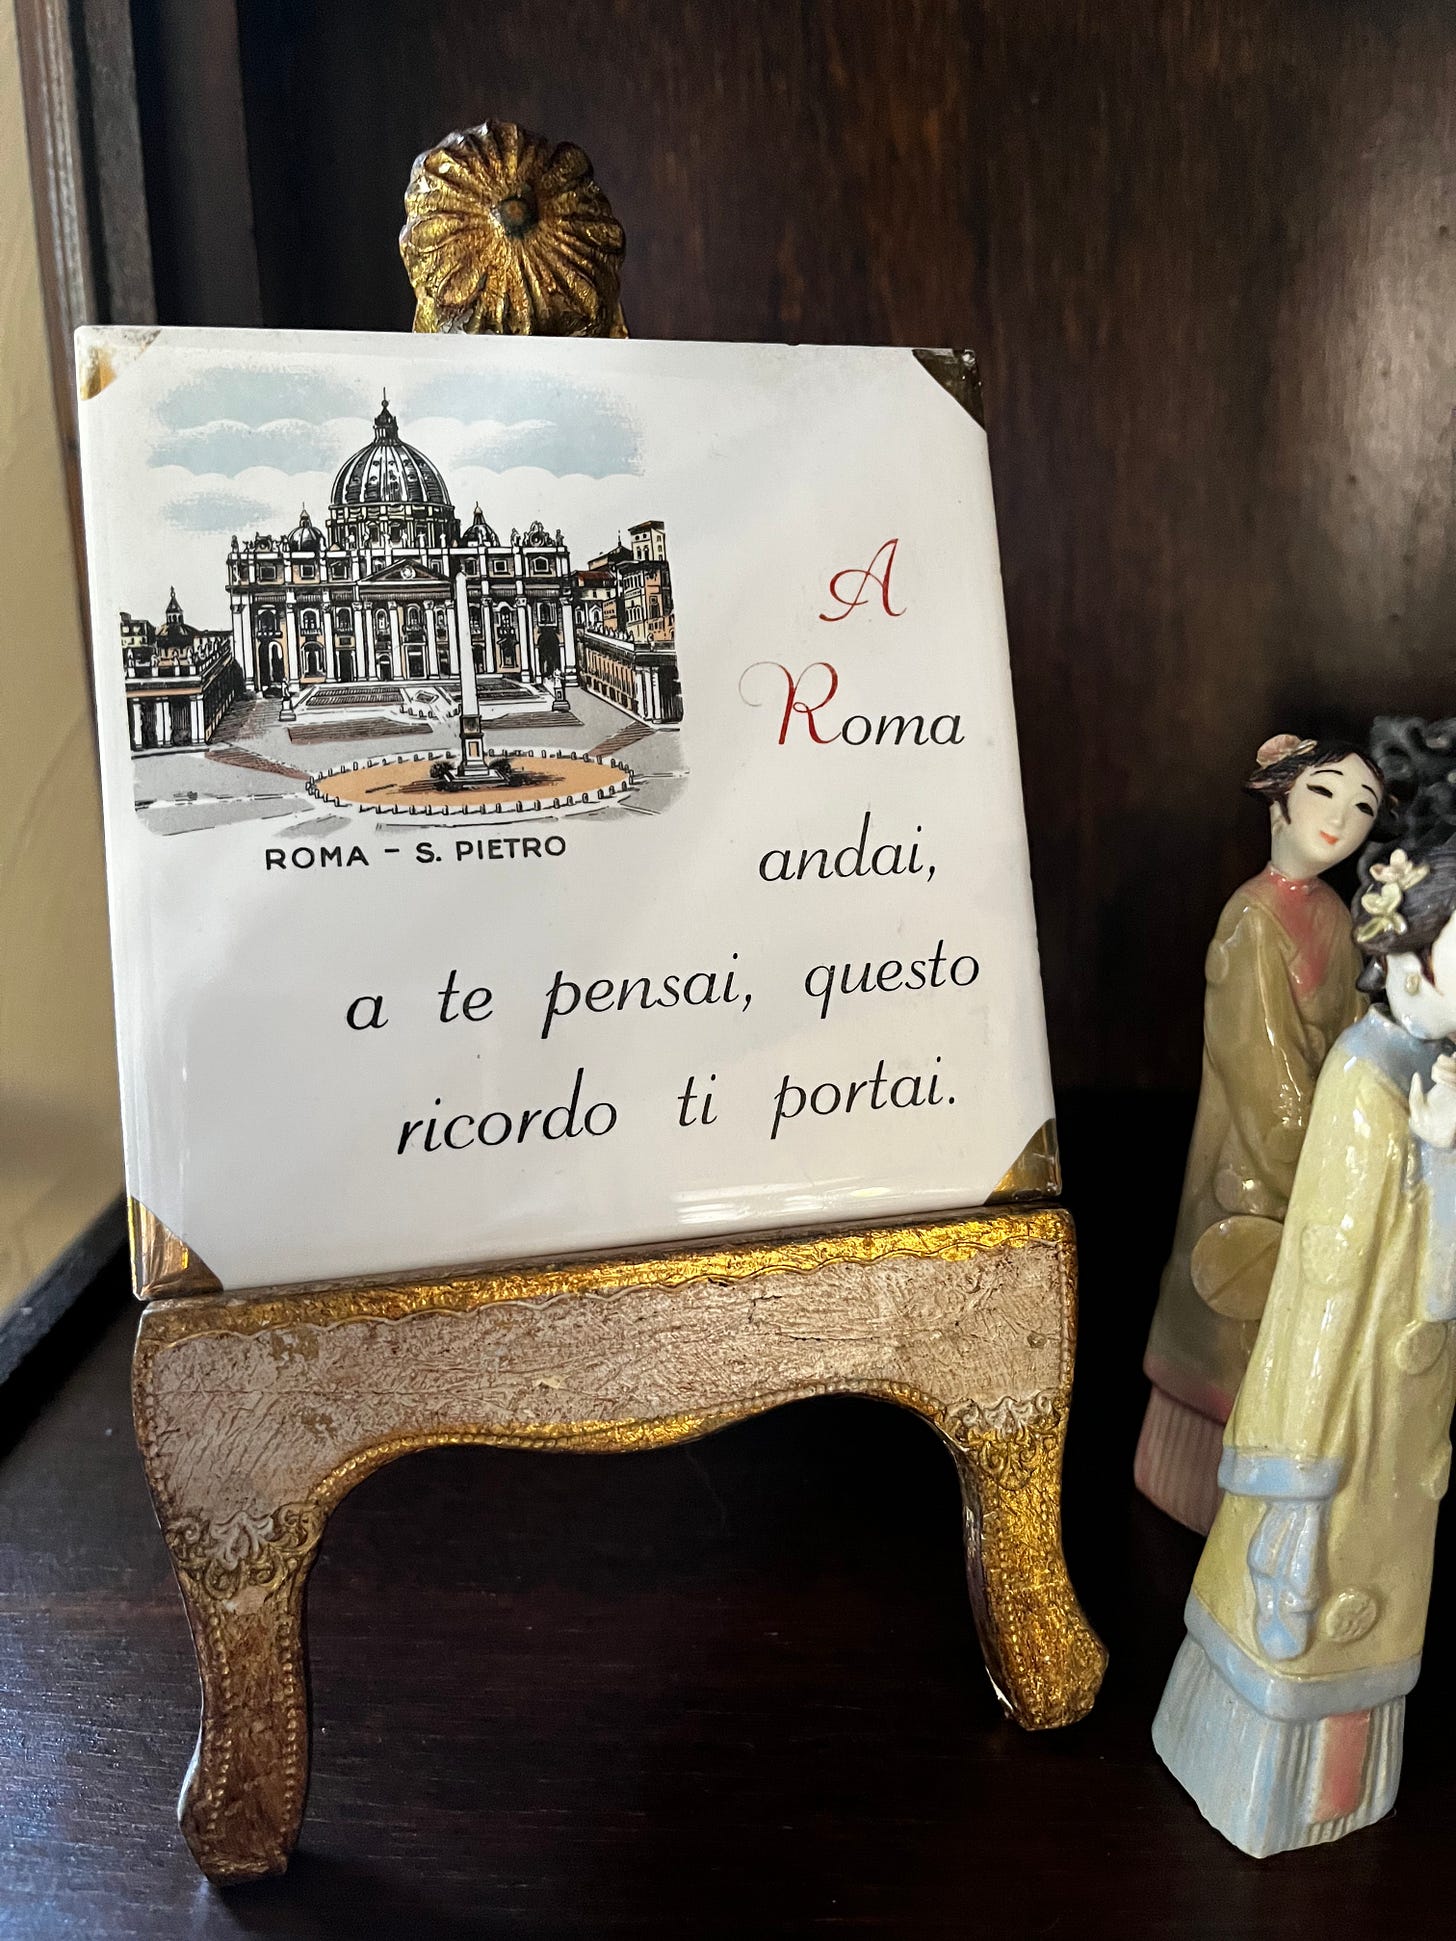 ROMA - S. PIETRO
A
Roma
andai,
a te pensai, questo
ricordo ti portai.